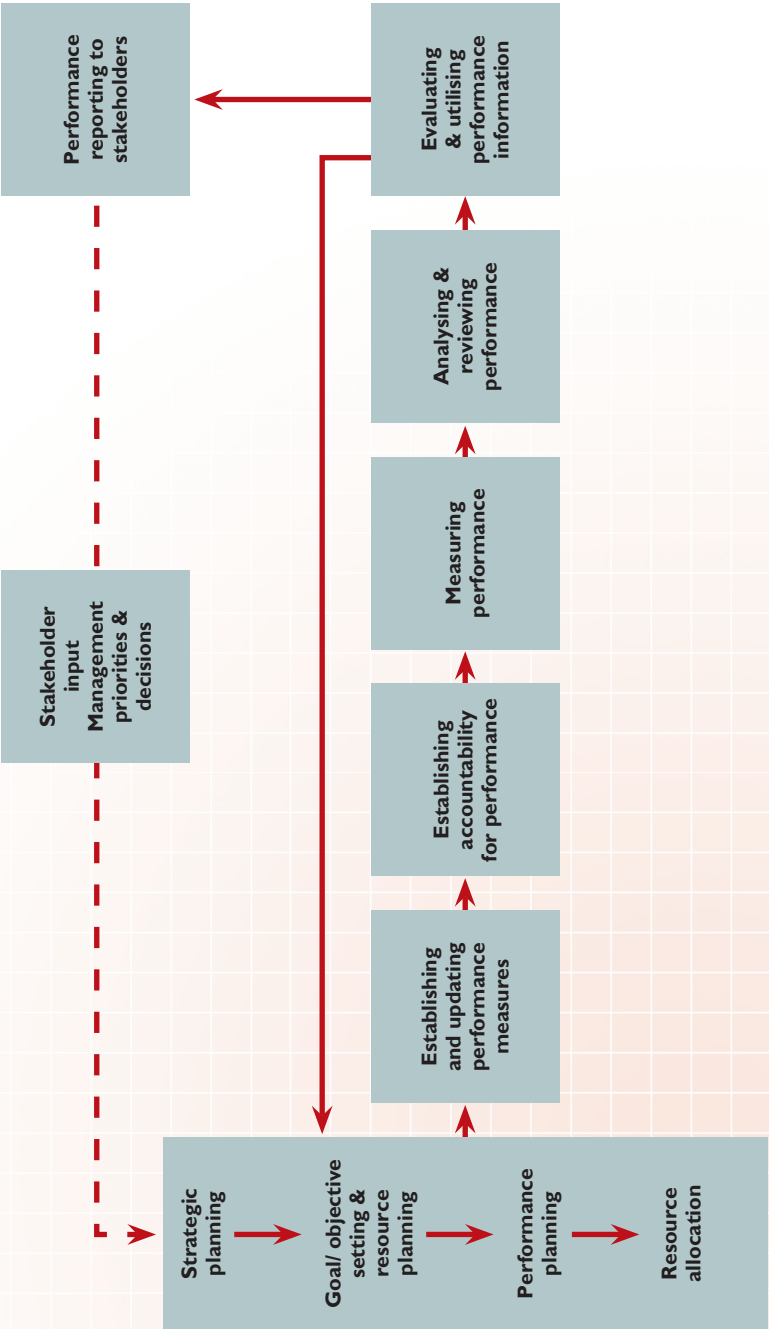 Strategic
planning
Goal/ objective
setting &
resource
planning
Performance
planning
Resource
allocation
Establishing
and updating
performance
measures
Establishing
accountability
for performance
Measuring
performance
Analysing &
reviewing
performance
Evaluating
& utilising
performance
information
Performance
reporting to
stakeholders
Stakeholder
input
Management
priorities &
decisions